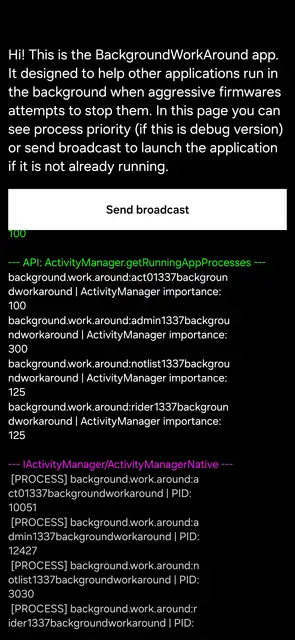 Hi! This is the BackgroundWorkAround app.
It designed to help other applications run in
the background when aggressive firmwares
attempts to stop them. In this page you can
see process priority (if this is debug version)
or send broadcast to launch the application
if it is not already running.
Send broadcast
100
--- API: ActivityManager.getRunningAppProcesses ---
background.work.around:act01337backgroun
dworkaround | ActivityManager importance:
100
background.work.around:admin1337backgrou
ndworkaround | ActivityManager importance:
300
background.work.around:notlist1337backgrou
ndworkaround | ActivityManager importance:
125
background.work.around:rider1337backgroun
dworkaround | ActivityManager importance:
125
--- IActivityManager/ActivityManagerNative ---
[PROCESS] background.work.around:a
ct01337backgroundworkaround | PID:
10051
[PROCESS] background.work.around:a
dmin1337backgroundworkaround | PID:
12427
[PROCESS] background.work.around:n
otlist1337backgroundworkaround | PID:
3030
[PROCESS] background.work.around:r
ider1337backgroundworkaround | PID: